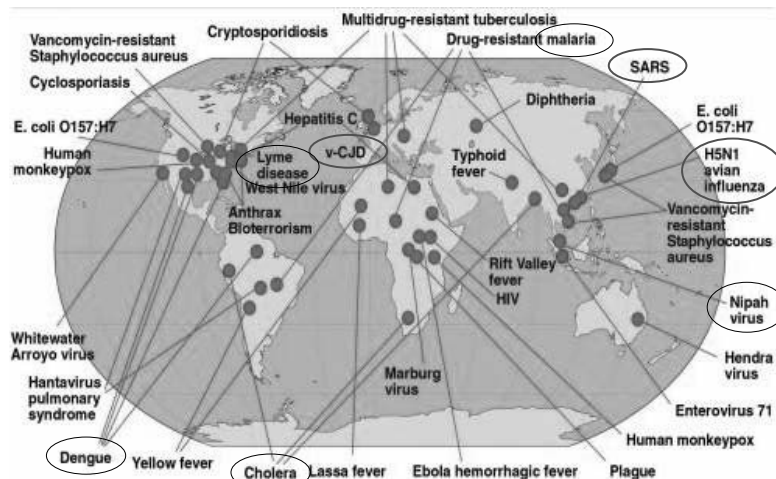 Multidrug-resistant tuberculosis
Cryptosporidiosis
Drug-resistant malaria
Vancomycin-resistant
Staphylococcus aureus
SARS
Cyclosporiasis
Diphtheria
Hepatitis C
E. coli O157:H7
E. coli
O157:H7
Human
monkeypox
Lyme
disease
v-CJD
Typhoid
fever
H5N1
avian
influenza
West Nile virus
Anthrax
Bioterrorism
Vancomycin-
resistant
Staphylococcus
aureus
Rift Valley
fever
HIV
Nipah
virus
Whitewater
Arroyo virus
Hantavirus
pulmonary
syndrome
Marburg
virus
Hendra
virus
Enterovirus 71
Human monkeypox
Dengue
Yellow fever
Cholera
Lassa fever
Ebola hemorrhagic fever
Plague